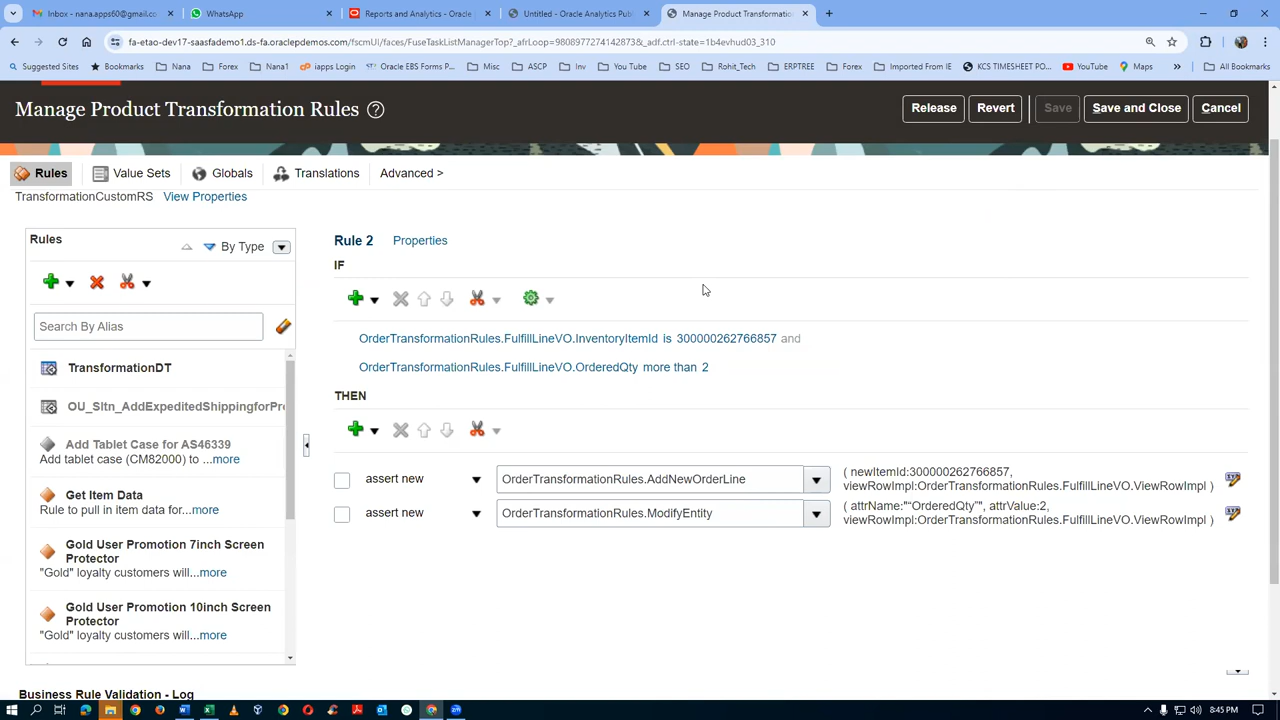 Inbox - nana.apps60@gmail.co
WhatsApp
Reports and Analytics - Oracle
Untitled - Oracle Analytics Pub
Manage Product Transformation
fa-etao-dev17-saasfademo1.ds-fa.oraclepdemos.com/fscmUI/faces/FuseTaskListManagerTop?_afrLoop=9808977274142873&_adf.ctrl-state=1b4evhud03_310
Suggested Sites
Bookmarks
Nana
Forex
Nana1
iapps Login
Oracle EBS Forms P...
Misc
ASCP
Inv
You Tube
SEO
Rohit_Tech
ERPTREE
Forex
Imported From IE
KCS TIMESHEET PO...
YouTube
Maps
»
All Bookmarks
Manage Product Transformation Rules ?
Release
Revert
Save
Save and Close
Cancel
Rules
Value Sets
Globals
Translations
Advanced >
TransformationCustomRS View Properties
Rules
By Type
Search By Alias
TransformationDT
OU_Sltn_AddExpeditedShippingforPr
Add Tablet Case for AS46339
Add tablet case (CM82000) to ...more
Get Item Data
Rule to pull in item data for...more
Gold User Promotion 7inch Screen
Protector
"Gold" loyalty customers will...more
Gold User Promotion 10inch Screen
Protector
"Gold" loyalty customers will...more
Rule 2 Properties
IF
OrderTransformationRules.FulfillLineVO.InventoryItemId is 300000262766857 and
OrderTransformationRules.FulfillLineVO.OrderedQty more than 2
THEN
assert new
OrderTransformationRules.AddNewOrderLine
( newItemId:300000262766857,
viewRowImpl:OrderTransformationRules.FulfillLineVO.ViewRowImpl )
assert new
OrderTransformationRules.ModifyEntity
( attrName:"“OrderedQty”", attrValue:2,
viewRowImpl:OrderTransformationRules.FulfillLineVO.ViewRowImpl )
Business Rule Validation - Log
8:45 PM